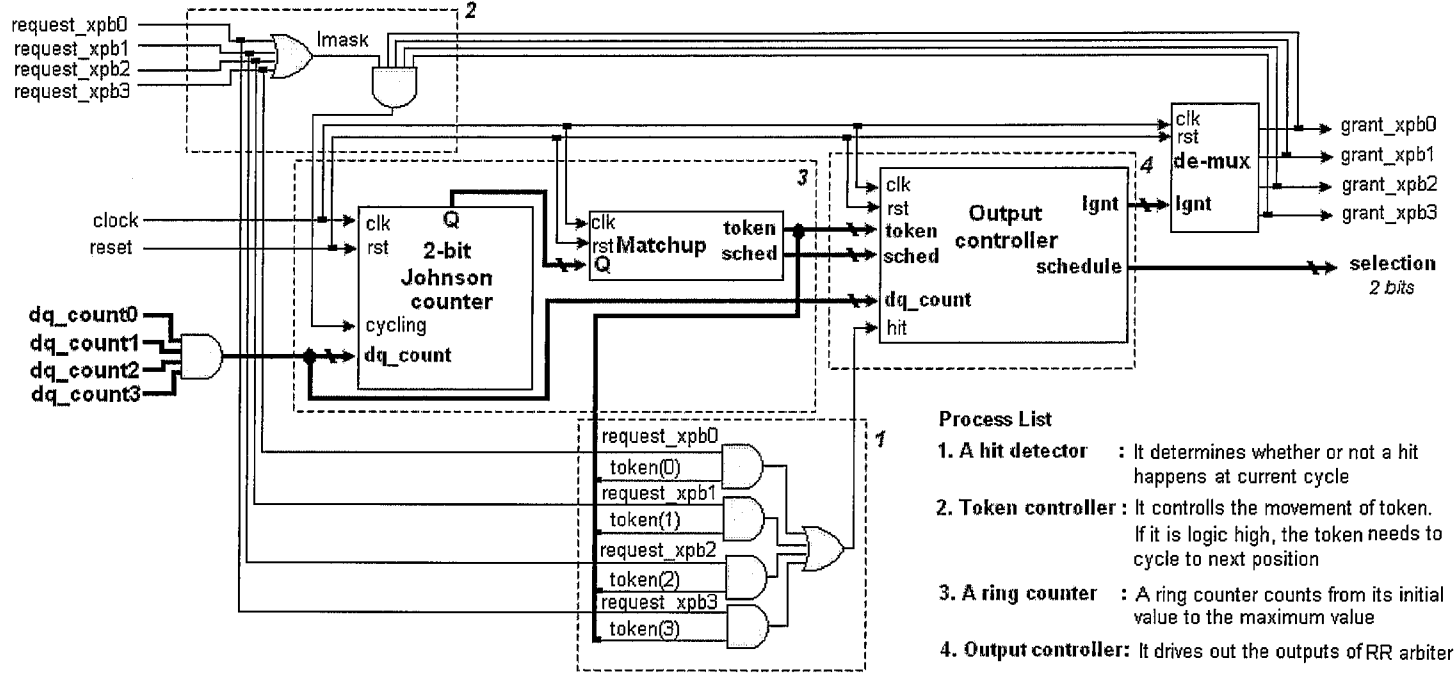 request_xpb0
request_xpb1
request_xpb2
request_xpb3
Imask
2
clk
rst
de-mux
Ignt
grant_xpb0
grant_xpb1
grant_xpb2
grant_xpb3
clock
reset
3
clk
Q
rst
2-bit
Johnson
counter
cycling
dq_count
clk
rst
Matchup
Q
token
sched
4
clk
rst
token
sched
dq_count
hit
Output
controller
Ignt
schedule
selection
2 bits
dq_count0
dq_count1
dq_count2
dq_count3
1
request_xpb0
token(0)
request_xpb1
token(1)
request_xpb2
token(2)
request_xpb3
token(3)
Process List
1. A hit detector : It determines whether or not a hit
happens at current cycle
2. Token controller : It controlls the movement of token.
If it is logic high, the token needs to
cycle to next position
3. A ring counter : A ring counter counts from its initial
value to the maximum value
4. Output controller: It drives out the outputs of RR arbiter